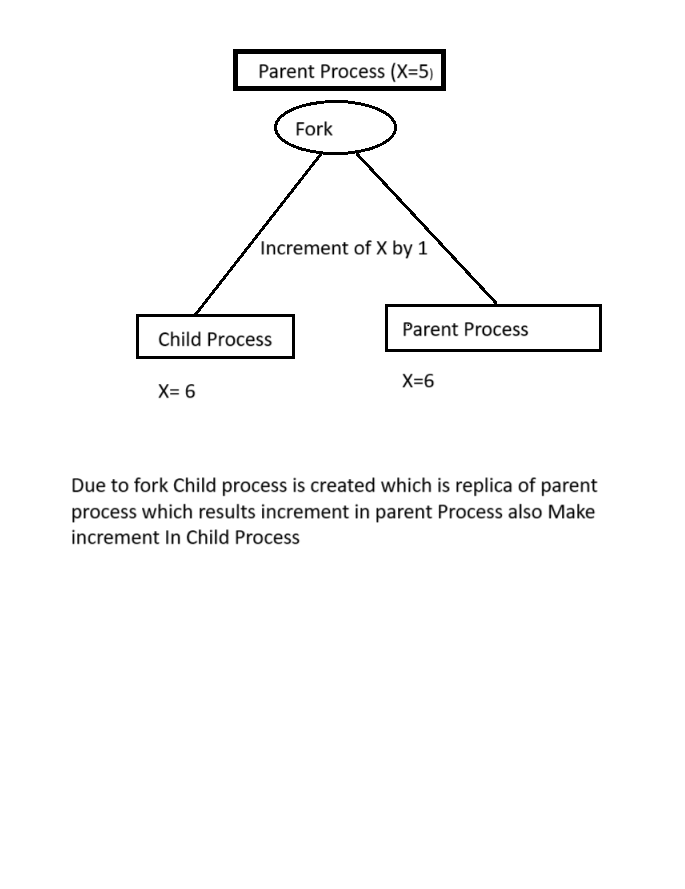 Parent Process (X=5)
Fork
Increment of X by 1
Child Process
Parent Process
X= 6
X=6
Due to fork Child process is created which is replica of parent
process which results increment in parent Process also Make
increment In Child Process